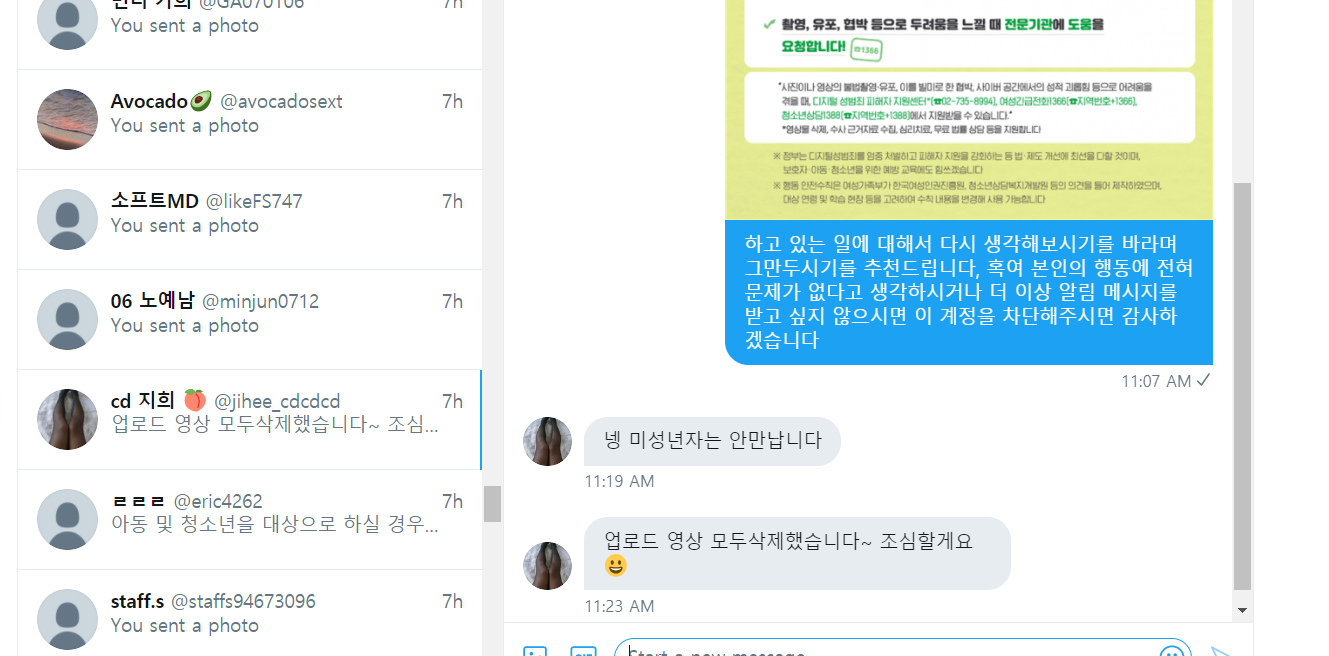 민디 가희 @GA070106 7h
You sent a photo
Avocado🥑 @avocadosext 7h
You sent a photo
소프트MD @likeFS747 7h
You sent a photo
06 노예남 @minjun0712 7h
You sent a photo
cd 지희 🍑 @jihee_cdcdcd 7h
업로드 영상 모두삭제했습니다~ 조심...
ㄹㄹㄹ @eric4262 7h
아동 및 청소년을 대상으로 하실 경우...
staff.s @staffs94673096 7h
You sent a photo
촬영, 유포, 협박 등으로 두려움을 느낄 때 전문기관에 도움을
요청합니다! ☎1366
"사진이나 영상의 불법촬영·유포, 이를 빌미로 한 협박, 사이버 공간에서의 성적 괴롭힘 등으로 어려움을
겪을 때, 디지털 성범죄 피해자 지원센터*(☎02-735-8994), 여성긴급전화1366(☎지역번호+1366),
청소년상담1388(☎지역번호+1388)에서 지원받을 수 있습니다."
*영상물 삭제, 수사 근거자료 수집, 심리치료, 무료 법률 상담 등을 지원합니다
※ 정부는 디지털성범죄를 엄중 처벌하고 피해자 지원을 강화하는 등 법·제도 개선에 최선을 다할 것이며,
보호자·아동·청소년을 위한 예방 교육에도 힘쓰겠습니다
※ 행동 안전수칙은 여성가족부가 한국여성인권진흥원, 청소년상담복지개발원 등의 의견을 들어 제작하였으며,
대상 연령 및 학습 현장 등을 고려하여 수칙 내용을 변경해 사용 가능합니다
하고 있는 일에 대해서 다시 생각해보시기를 바라며
그만두시기를 추천드립니다, 혹여 본인의 행동에 전혀
문제가 없다고 생각하시거나 더 이상 알림 메시지를
받고 싶지 않으시면 이 계정을 차단해주시면 감사하
겠습니다
11:07 AM
넹 미성년자는 안만납니다
11:19 AM
업로드 영상 모두삭제했습니다~ 조심할게요
😃
11:23 AM
Start a new message